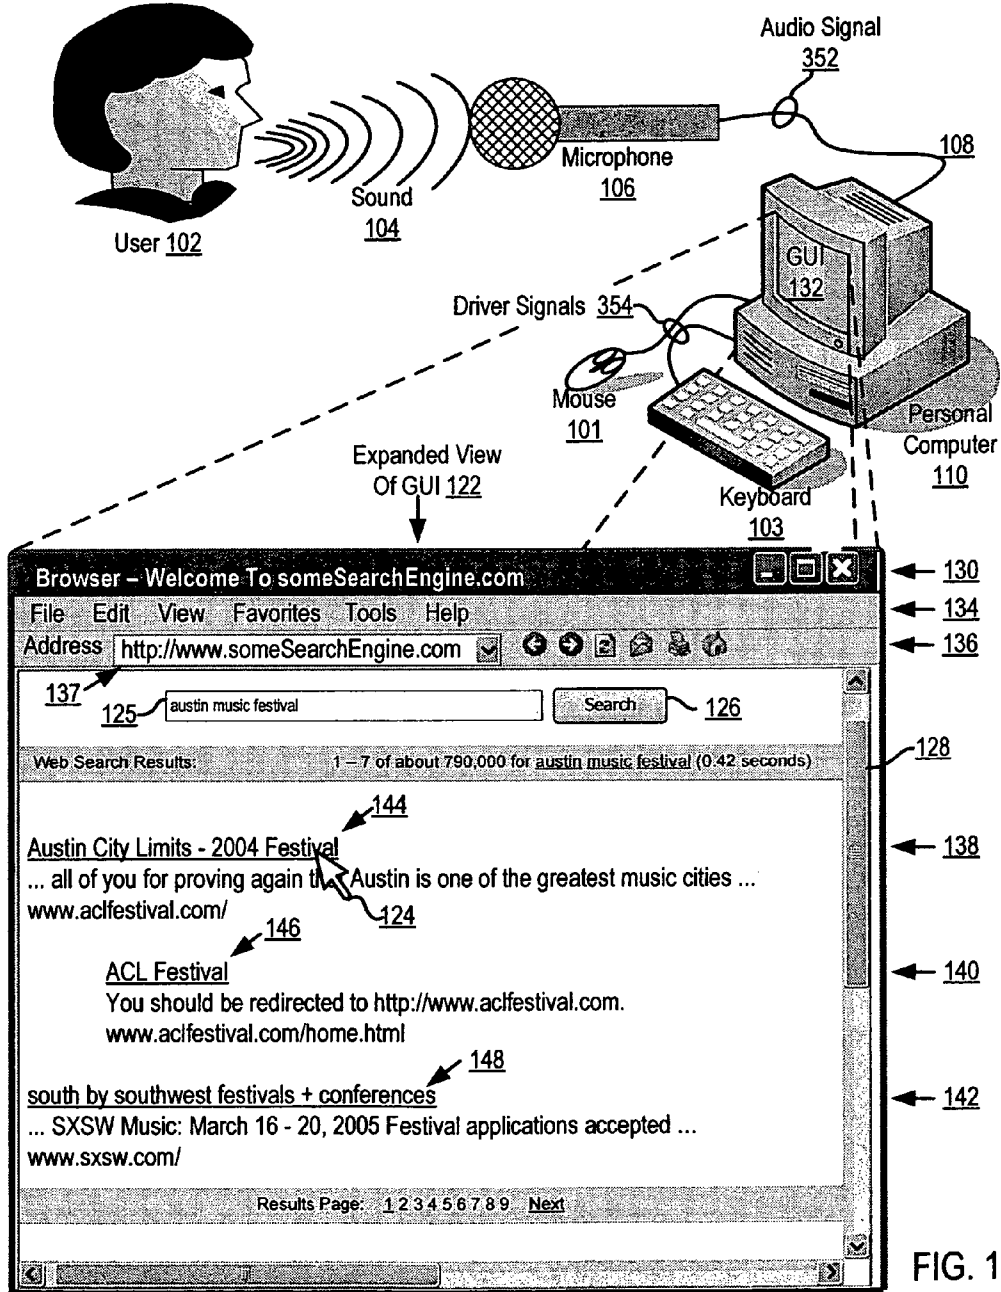 Audio Signal
352
108
Microphone
106
Sound
104
User 102
GUI
132
Driver Signals 354
Mouse
101
Personal
Computer
110
Keyboard
103
Expanded View
Of GUI 122
Browser – Welcome To someSearchEngine.com
130
File Edit View Favorites Tools Help
134
Address http://www.someSearchEngine.com
136
137
125
austin music festival
Search
126
128
Web Search Results: 1 – 7 of about 790,000 for austin music festival (0.42 seconds)
144
Austin City Limits - 2004 Festival
138
... all of you for proving again th Austin is one of the greatest music cities ...
www.aclfestival.com/
124
146
ACL Festival
140
You should be redirected to http://www.aclfestival.com.
www.aclfestival.com/home.html
148
south by southwest festivals + conferences
142
... SXSW Music: March 16 - 20, 2005 Festival applications accepted ...
www.sxsw.com/
Results Page: 1 2 3 4 5 6 7 8 9 Next
FIG. 1